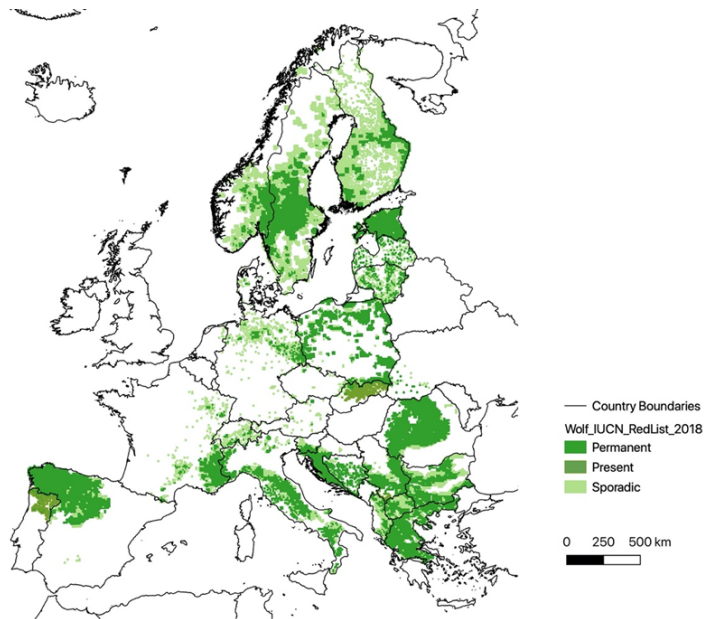 Country Boundaries
Wolf_IUCN_RedList_2018
Permanent
Present
Sporadic
0 250 500 km